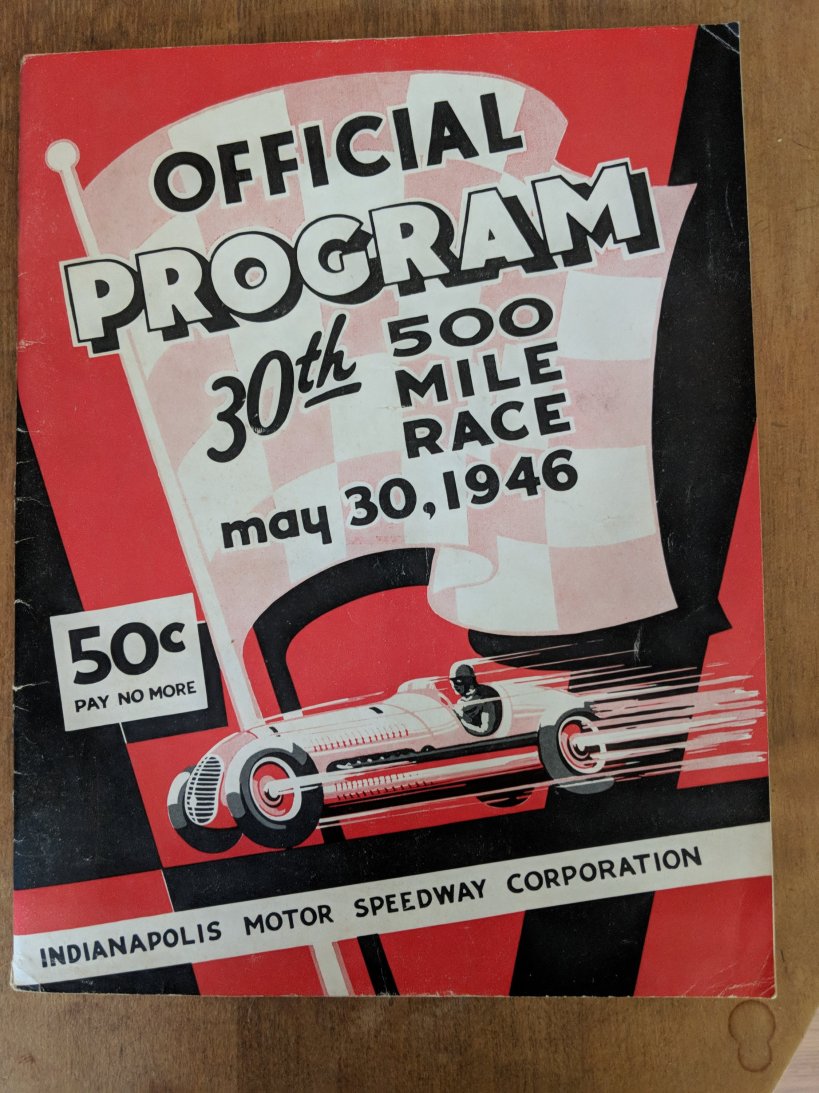 OFFICIAL
PROGRAM
30th 500
MILE
RACE
may 30, 1946
50c
PAY NO MORE
INDIANAPOLIS MOTOR SPEEDWAY CORPORATION